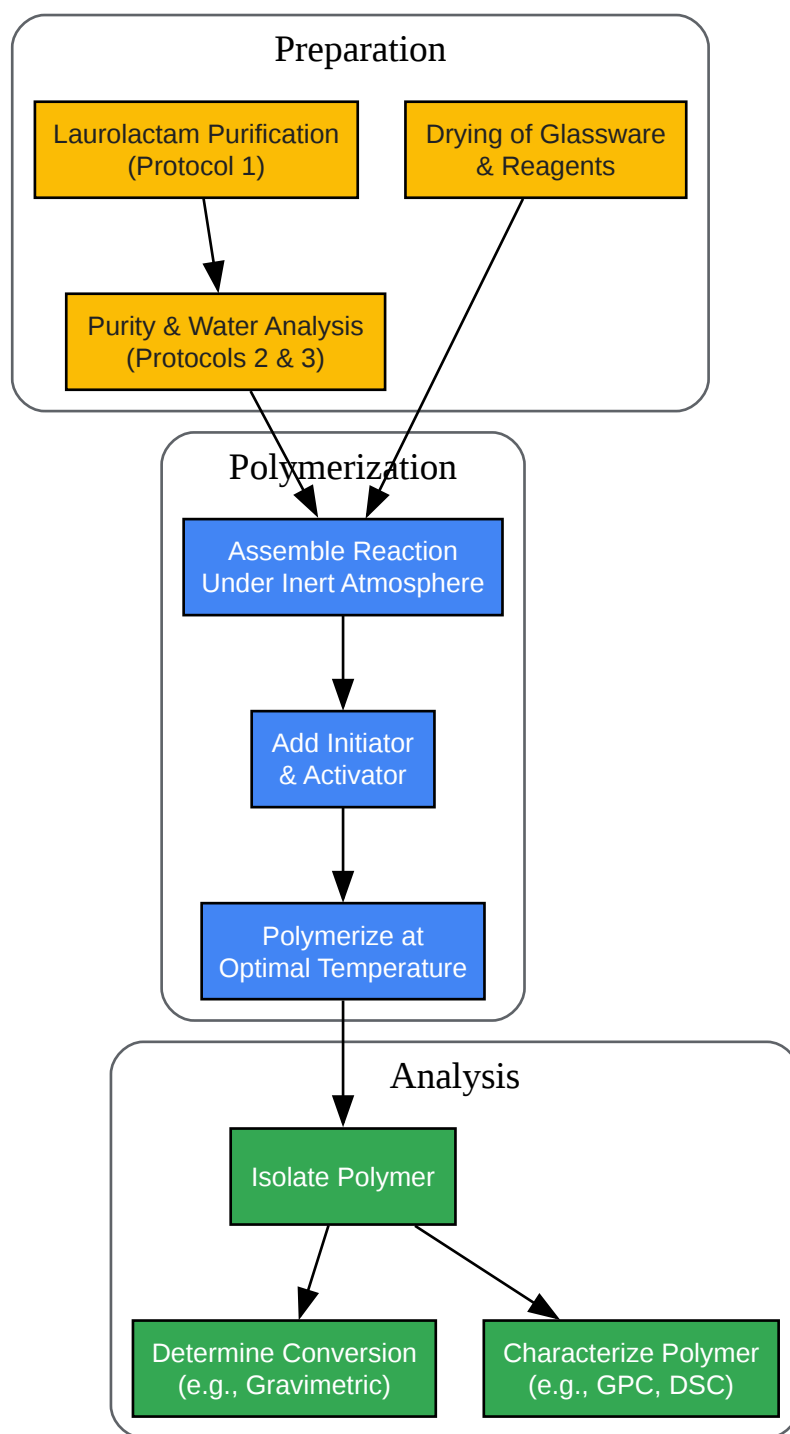 Preparation
Laurolactam Purification
(Protocol 1)
Drying of Glassware
& Reagents
Purity & Water Analysis
(Protocols 2 & 3)
Polymerization
Assemble Reaction
Under Inert Atmosphere
Add Initiator
& Activator
Polymerize at
Optimal Temperature
Analysis
Isolate Polymer
Determine Conversion
(e.g., Gravimetric)
Characterize Polymer
(e.g., GPC, DSC)